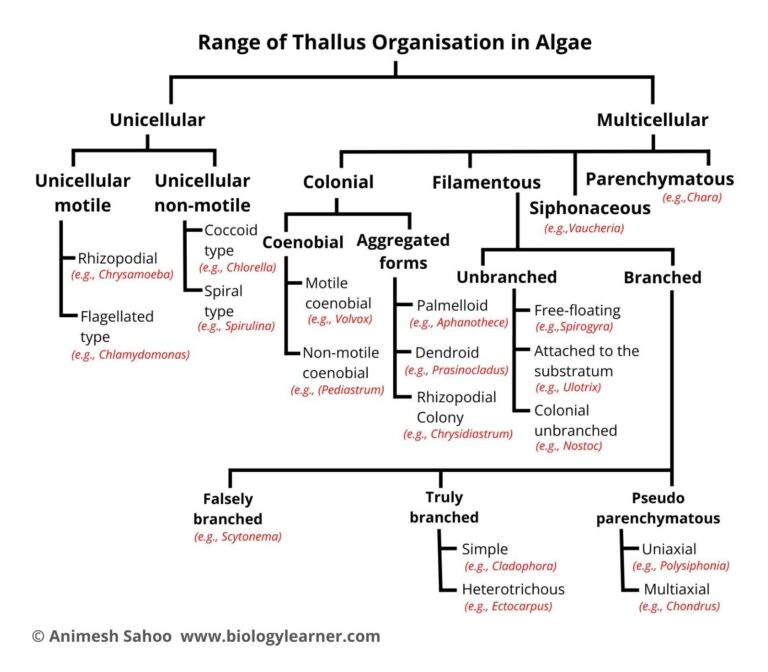 Range of Thallus Organisation in Algae
Unicellular
Multicellular
Unicellular
motile
Rhizopodial
(e.g., Chrysamoeba)
Flagellated
type
(e.g., Chlamydomonas)
Unicellular
non-motile
Coccoid
type
(e.g., Chlorella)
Spiral
type
(e.g., Spirulina)
Colonial
Coenobial
Motile
coenobial
(e.g., Volvox)
Non-motile
coenobial
(e.g., (Pediastrum)
Aggregated
forms
Palmelloid
(e.g., Aphanothece)
Dendroid
(e.g., Prasinocladus)
Rhizopodial
Colony
(e.g., Chrysidiastrum)
Filamentous
Siphonaceous
(e.g.,Vaucheria)
Parenchymatous
(e.g.,Chara)
Unbranched
Free-floating
(e.g.,Spirogyra)
Attached to the
substratum
(e.g., Ulotrix)
Colonial
unbranched
(e.g., Nostoc)
Branched
Falsely
branched
(e.g., Scytonema)
Truly
branched
Simple
(e.g., Cladophora)
Heterotrichous
(e.g., Ectocarpus)
Pseudo
parenchymatous
Uniaxial
(e.g., Polysiphonia)
Multiaxial
(e.g., Chondrus)
© Animesh Sahoo www.biologylearner.com